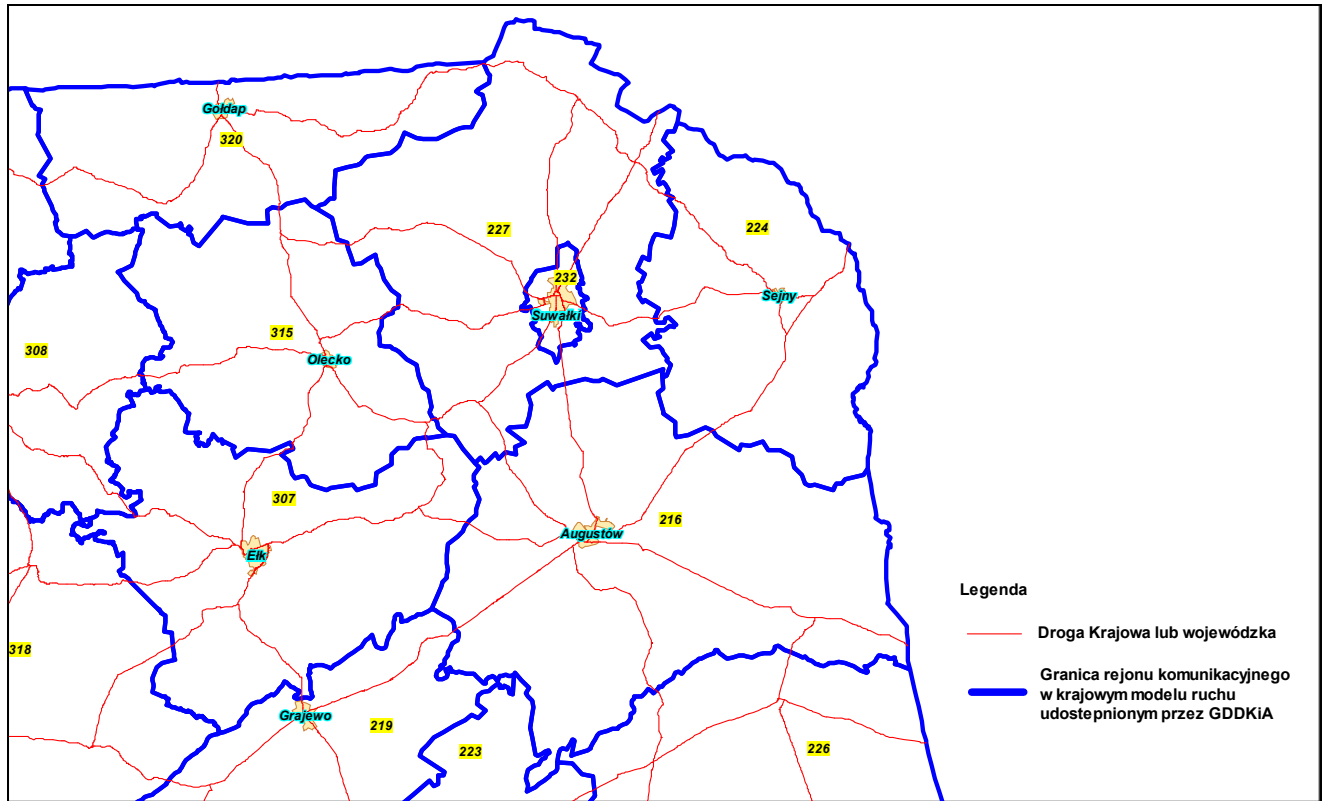 Gołdap
320
227
224
232
Sejny
Suwałki
315
308
Olecko
307
216
Augustów
Ełk
Legenda
Droga Krajowa lub wojewódzka
318
Granica rejonu komunikacyjnego
w krajowym modelu ruchu
udostepnionym przez GDDKiA
Grajewo
219
223
226